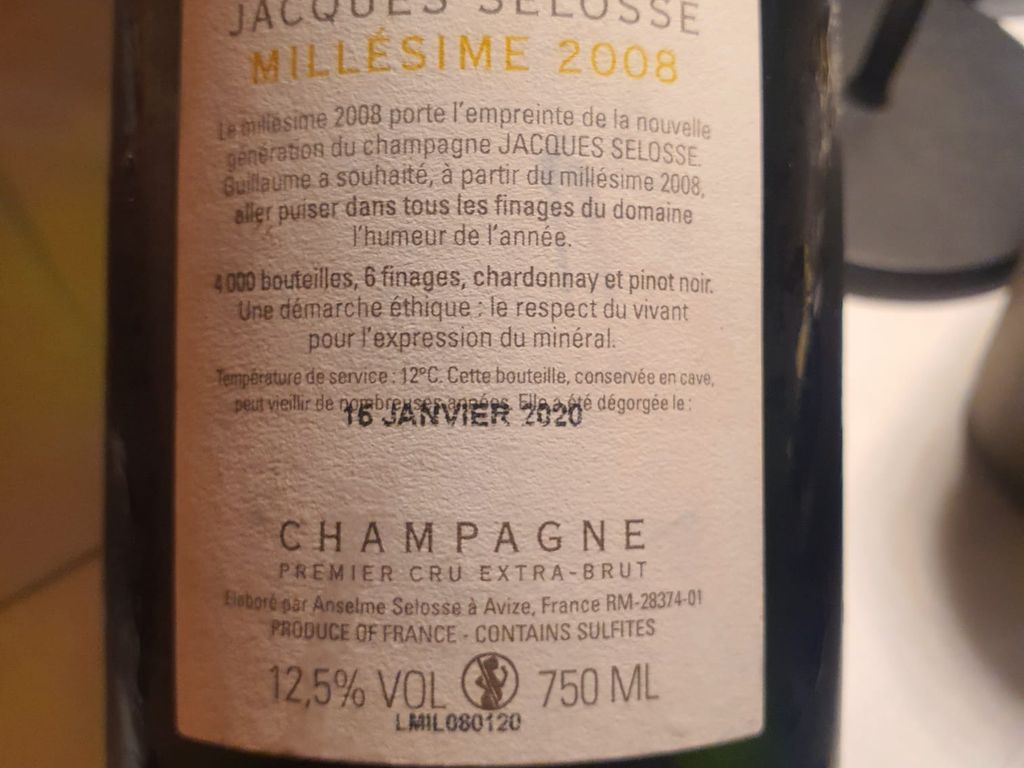 JACQUES SELOSSE
MILLÉSIME 2008
Le millésime 2008 porte l'empreinte de la nouvelle
génération du champagne JACQUES SELOSSE.
Guillaume a souhaité, à partir du millésime 2008,
aller puiser dans tous les finages du domaine
l'humeur de l'année.
4 000 bouteilles, 6 finages, chardonnay et pinot noir.
Une démarche éthique : le respect du vivant
pour l'expression du minéral.
Température de service : 12°C. Cette bouteille, conservée en cave,
peut vieillir de nombreuses années. Elle a été dégorgée le :
16 JANVIER 2020
CHAMPAGNE
PREMIER CRU EXTRA-BRUT
Elaboré par Anselme Selosse à Avize, France RM-28374-01
PRODUCE OF FRANCE - CONTAINS SULFITES
12,5% VOL 750 ML
LMIL080120